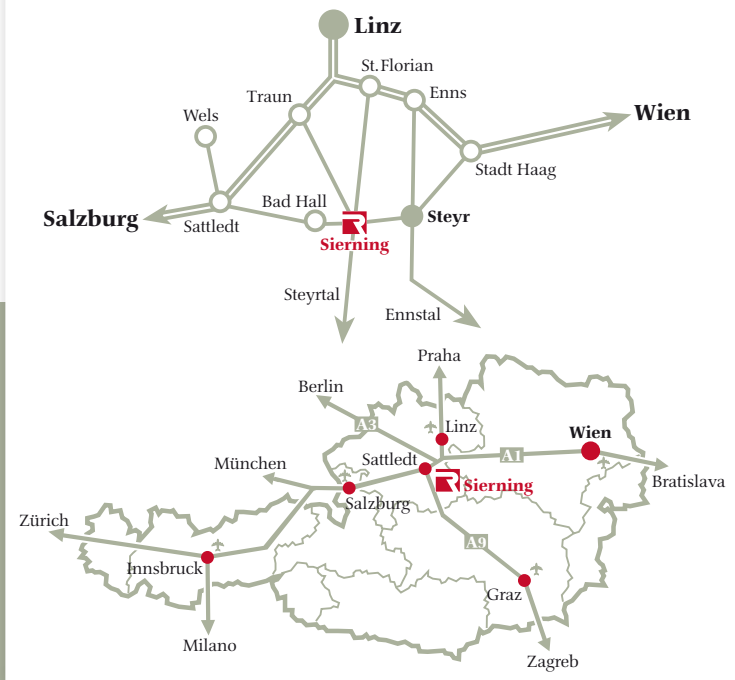 Linz
St. Florian
Traun
Enns
Wels
Wien
Stadt Haag
Bad Hall
Salzburg
Sattledt
Steyr
R
Sierning
Steyrtal
Ennstal
Praha
Berlin
A3
Linz
Wien
Sattledt
A1
München
R
Sierning
Bratislava
Salzburg
Zürich
A9
Innsbruck
Graz
Milano
Zagreb